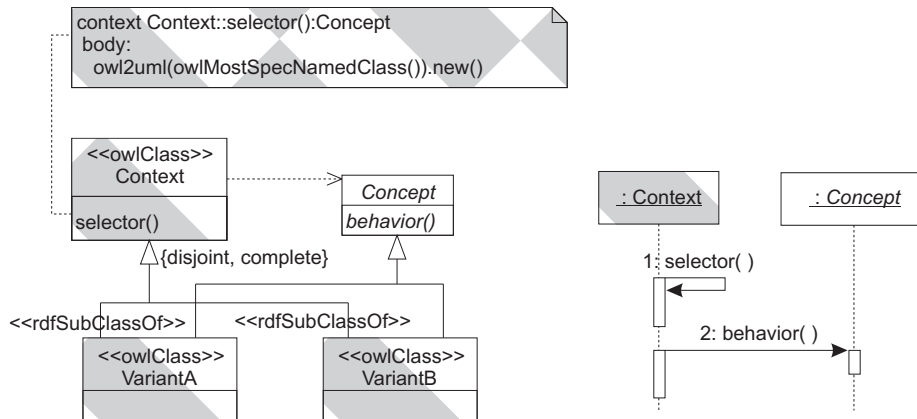 context Context::selector():Concept
body:
owl2uml(owlMostSpecNamedClass()).new()
<<owlClass>>
Context
selector()
Concept
behavior()
{disjoint, complete}
<<rdfSubClassOf>>
<<rdfSubClassOf>>
<<owlClass>>
VariantA
<<owlClass>>
VariantB
: Context
: Concept
1: selector( )
2: behavior( )